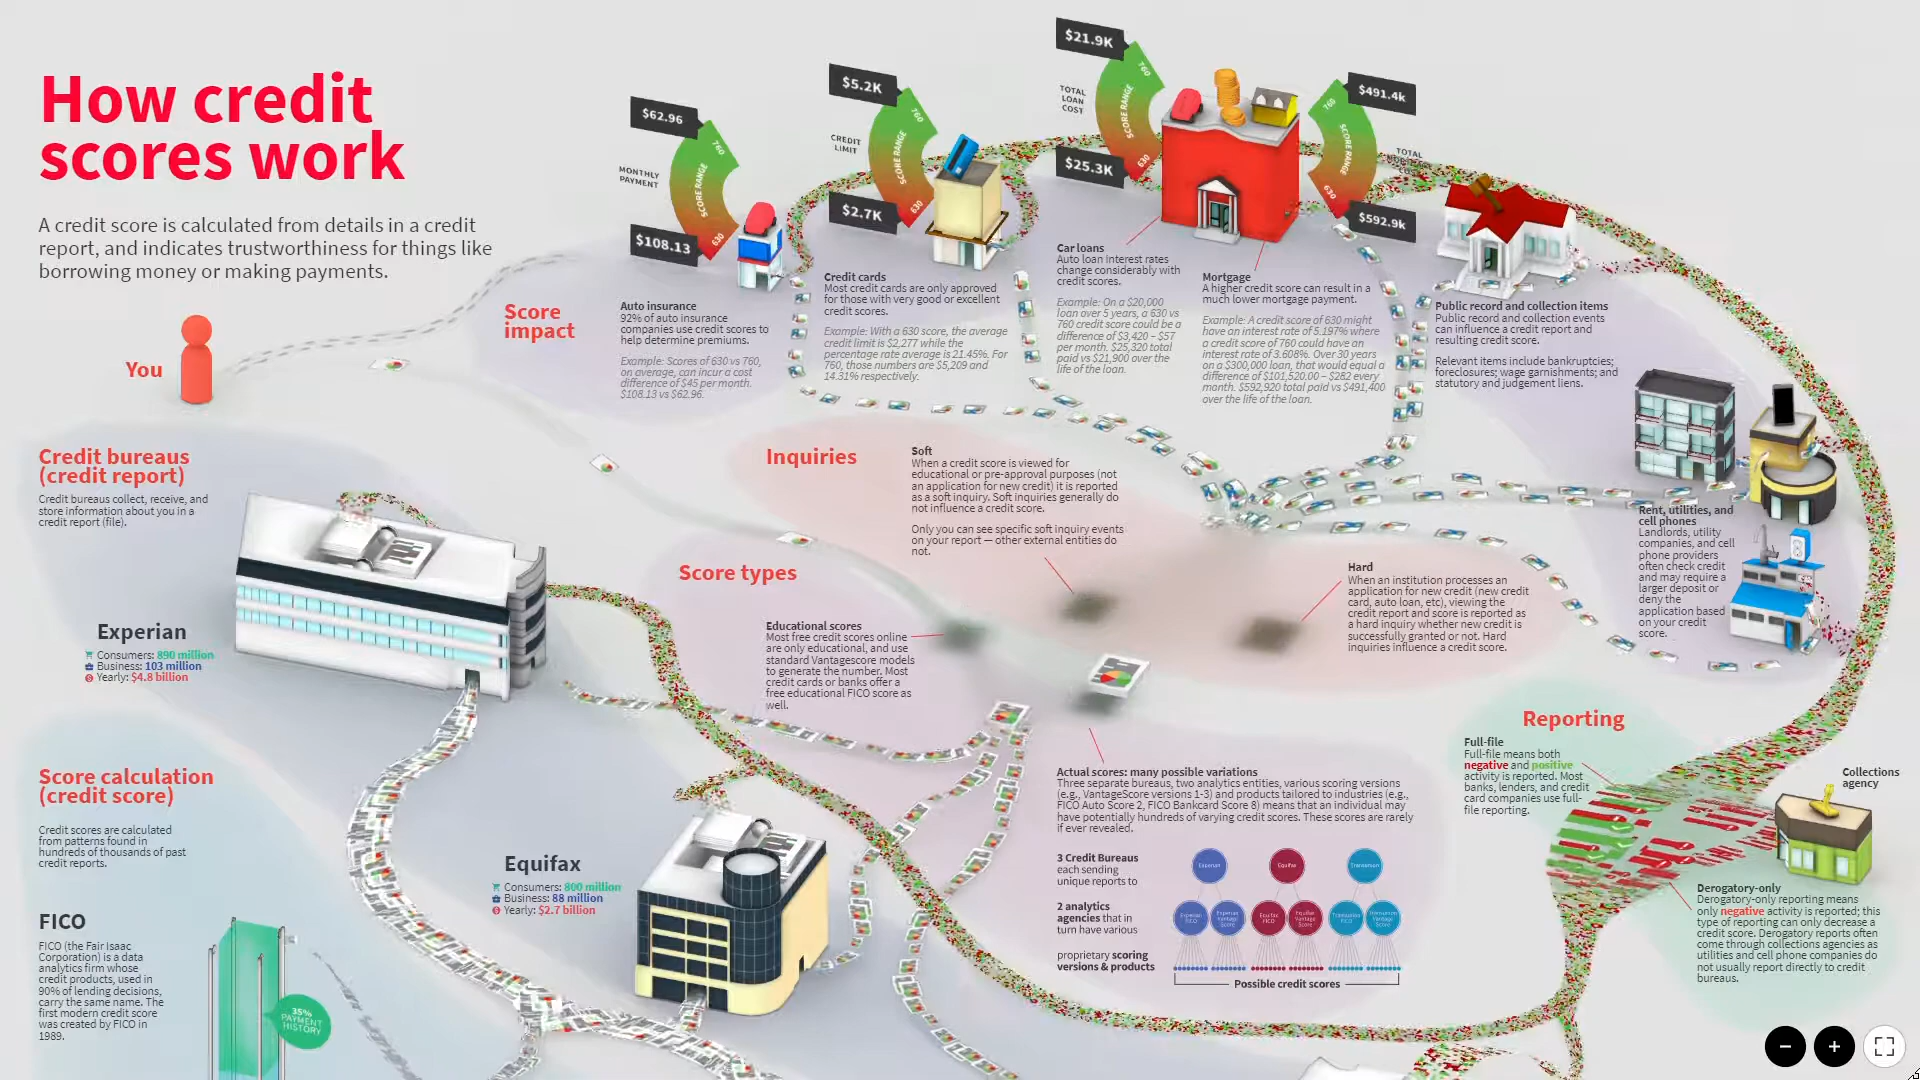 How credit
scores work
A credit score is calculated from details in a credit
report, and indicates trustworthiness for things like
borrowing money or making payments.
You
Score
impact
$62.96
MONTHLY
PAYMENT
760
SCORE RANGE
630
$108.13
Auto insurance
92% of auto insurance
companies use credit scores to
help determine premiums.
Example: Scores of 630 vs 760,
on average, can incur a cost
difference of $45 per month.
$108.13 vs $62.96.
$5.2K
CREDIT
LIMIT
760
SCORE RANGE
630
$2.7K
Credit cards
Most credit cards are only approved
for those with very good or excellent
credit scores.
Example: With a 630 score, the average
credit limit is $2,277 while the
percentage rate average is 21.45%. For
760, those numbers are $5,209 and
14.31% respectively.
$21.9K
TOTAL
LOAN
COST
760
SCORE RANGE
630
$25.3K
Car loans
Auto loan interest rates
change considerably with
credit scores.
Example: On a $20,000
loan over 5 years, a 630 vs
760 credit score could be a
difference of $3,420 – $57
per month. $25,320 total
paid vs $21,900 over the
life of the loan.
$491.4k
760
SCORE RANGE
630
TOTAL
$592.9k
Mortgage
A higher credit score can result in a
much lower mortgage payment.
Example: A credit score of 630 might
have an interest rate of 5.197% where
a credit score of 760 could have an
interest rate of 3.608%. Over 30 years
on a $300,000 loan, that would equal a
difference of $101,520.00 – $282 every
month. $592,920 total paid vs $491,400
over the life of the loan.
Public record and collection items
Public record and collection events
can influence a credit report and
resulting credit score.
Relevant items include bankruptcies;
foreclosures; wage garnishments; and
statutory and judgement liens.
Rent, utilities, and
cell phones
Landlords, utility
companies, and cell
phone providers
often check credit
and may require a
larger deposit or
deny the
application based
on your credit
score.
Credit bureaus
(credit report)
Credit bureaus collect, receive, and
store information about you in a
credit report (file).
Experian
Consumers: 890 million
Business: 103 million
Yearly: $4.8 billion
Inquiries
Soft
When a credit score is viewed for
educational or pre-approval purposes (not
an application for new credit) it is reported
as a soft inquiry. Soft inquiries generally do
not influence a credit score.
Only you can see specific soft inquiry events
on your report — other external entities do
not.
Hard
When an institution processes an
application for new credit (new credit
card, auto loan, etc), viewing the
credit report and score is reported as
a hard inquiry whether new credit is
successfully granted or not. Hard
inquiries influence a credit score.
Score types
Educational scores
Most free credit scores online
are only educational, and use
standard Vantagescore models
to generate the number. Most
credit cards or banks offer a
free educational FICO score as
well.
Actual scores: many possible variations
Three separate bureaus, two analytics entities, various scoring versions
(e.g., VantageScore versions 1-3) and products tailored to industries (e.g.,
FICO Auto Score 2, FICO Bankcard Score 8) means that an individual may
have potentially hundreds of varying credit scores. These scores are rarely
if ever revealed.
3 Credit Bureaus
each sending
unique reports to
2 analytics
agencies that in
turn have various
proprietary scoring
versions & products
Experian
Equifax
Transunion
Experian
FICO
Experian
Vantage
Score
Equifax
FICO
Equifax
Vantage
Score
Transunion
FICO
Transunion
Vantage
Score
Possible credit scores
Reporting
Full-file
Full-file means both
negative and positive
activity is reported. Most
banks, lenders, and credit
card companies use full-
file reporting.
Collections
agency
Derogatory-only
Derogatory-only reporting means
only negative activity is reported; this
type of reporting can only decrease a
credit score. Derogatory reports often
come through collections agencies as
utilities and cell phone companies do
not usually report directly to credit
bureaus.
Score calculation
(credit score)
Credit scores are calculated
from patterns found in
hundreds of thousands of past
credit reports.
Equifax
Consumers: 800 million
Business: 88 million
Yearly: $2.7 billion
FICO
FICO (the Fair Isaac
Corporation) is a data
analytics firm whose
credit products, used in
90% of lending decisions,
carry the same name. The
first modern credit score
was created by FICO in
1989.
35%
PAYMENT
HISTORY